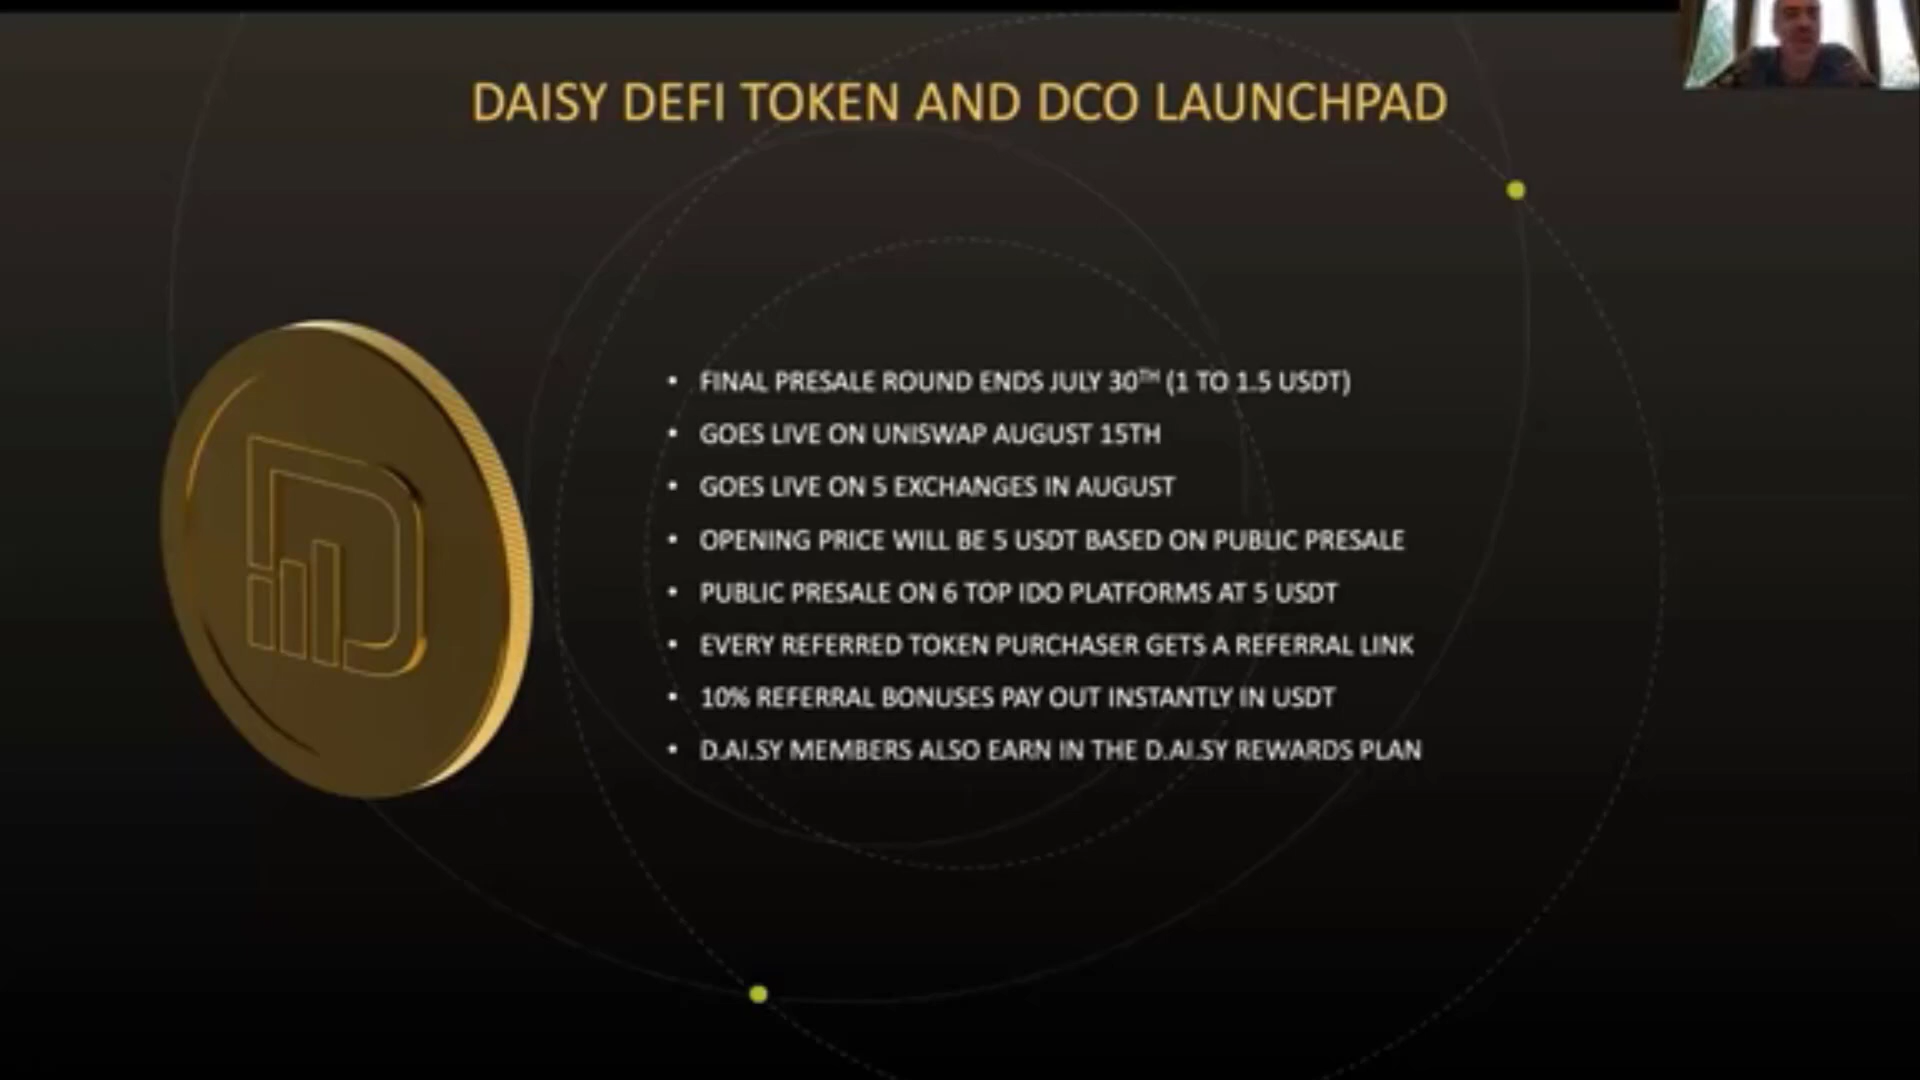 DAISY DEFI TOKEN AND DCO LAUNCHPAD
• FINAL PRESALE ROUND ENDS JULY 30TH (1 TO 1.5 USDT)
• GOES LIVE ON UNISWAP AUGUST 15TH
• GOES LIVE ON 5 EXCHANGES IN AUGUST
• OPENING PRICE WILL BE 5 USDT BASED ON PUBLIC PRESALE
• PUBLIC PRESALE ON 6 TOP IDO PLATFORMS AT 5 USDT
• EVERY REFERRED TOKEN PURCHASER GETS A REFERRAL LINK
• 10% REFERRAL BONUSES PAY OUT INSTANTLY IN USDT
• D.AI.SY MEMBERS ALSO EARN IN THE D.AI.SY REWARDS PLAN